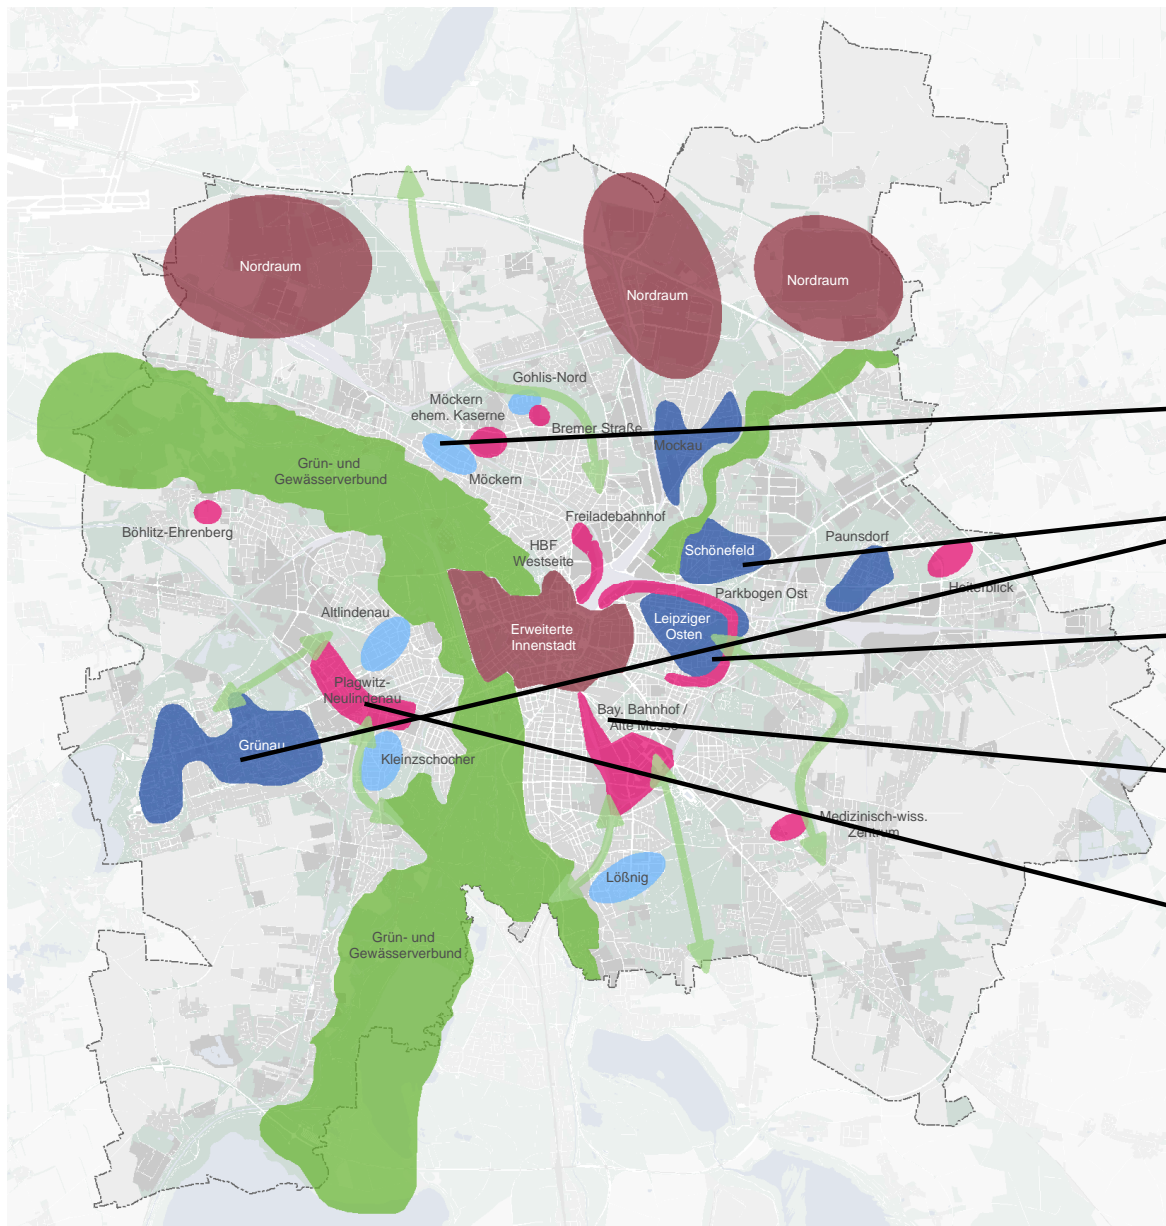 Nordraum
Nordraum
Nordraum
Gohlis-Nord
Möckern
ehem. Kaserne
Bremer Straße
Mockau
Grün- und
Gewässerverbund
Möckern
Böhlitz-Ehrenberg
Freiladebahnhof
HBF
Westseite
Schönefeld
Paunsdorf
Heiterblick
Parkbogen Ost
Altlindenau
Erweiterte
Innenstadt
Leipziger
Osten
Plagwitz-
Neulindenau
Bay. Bahnhof /
Alte Messe
Grünau
Kleinzschocher
Medizinisch-wiss.
Zentrum
Lößnig
Grün- und
Gewässerverbund